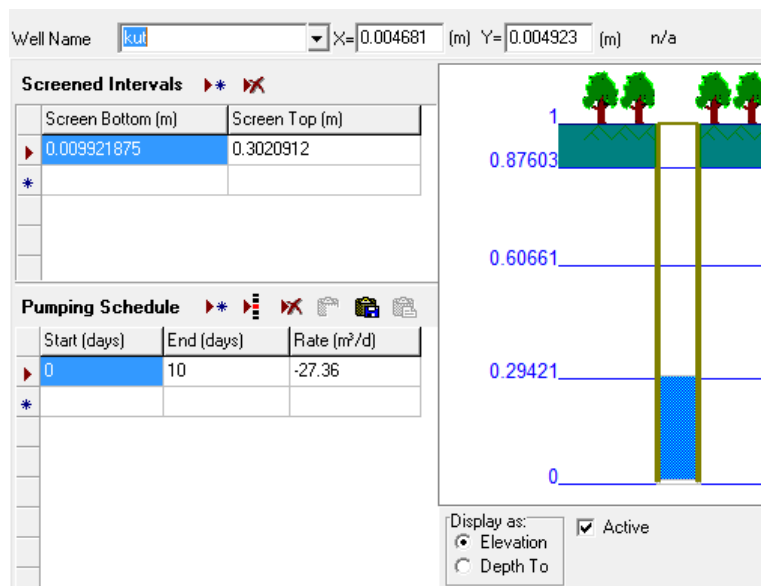 Well Name kut X= 0.004681 (m) Y= 0.004923 (m) n/a
Screened Intervals
Screen Bottom (m) Screen Top (m)
0.009921875 0.3020912
Pumping Schedule
Start (days) End (days) Rate (m³/d)
0 10 -27.36
1
0.87603
0.60661
0.29421
0
Display as:
Elevation
Depth To
Active